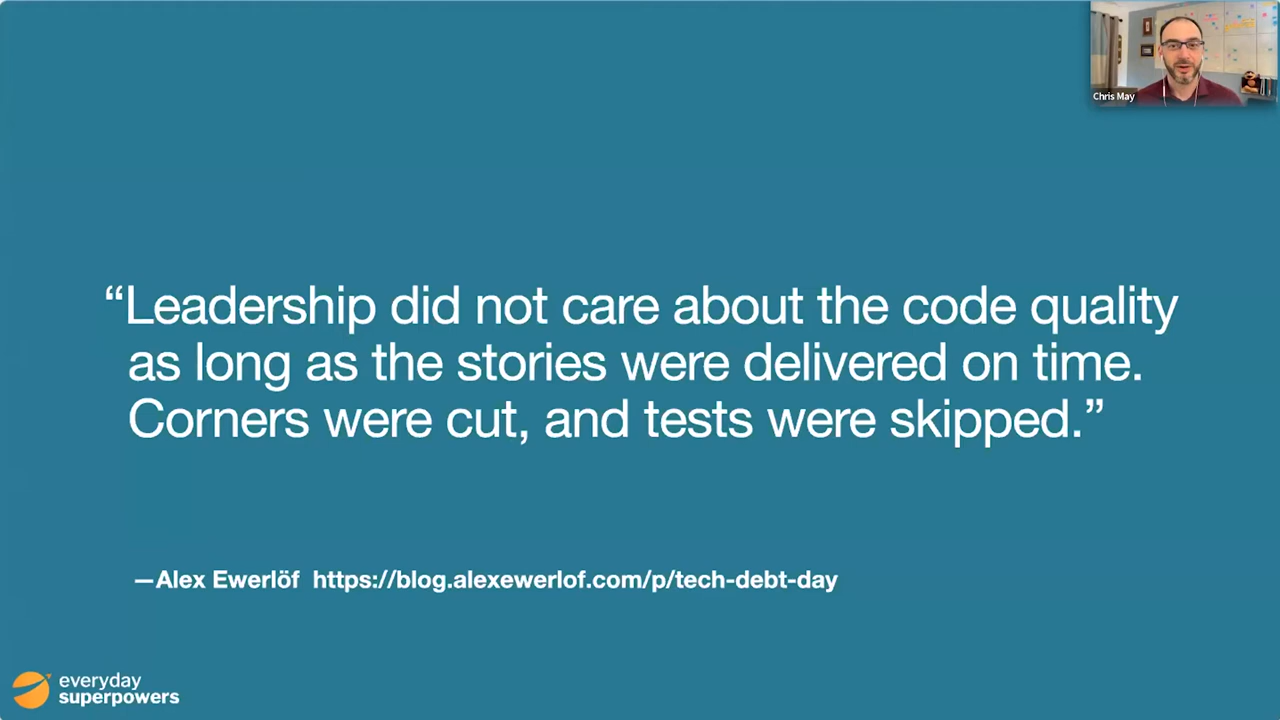 Chris May
“Leadership did not care about the code quality
as long as the stories were delivered on time.
Corners were cut, and tests were skipped.”
—Alex Ewerlöf https://blog.alexewerlof.com/p/tech-debt-day
everyday
superpowers